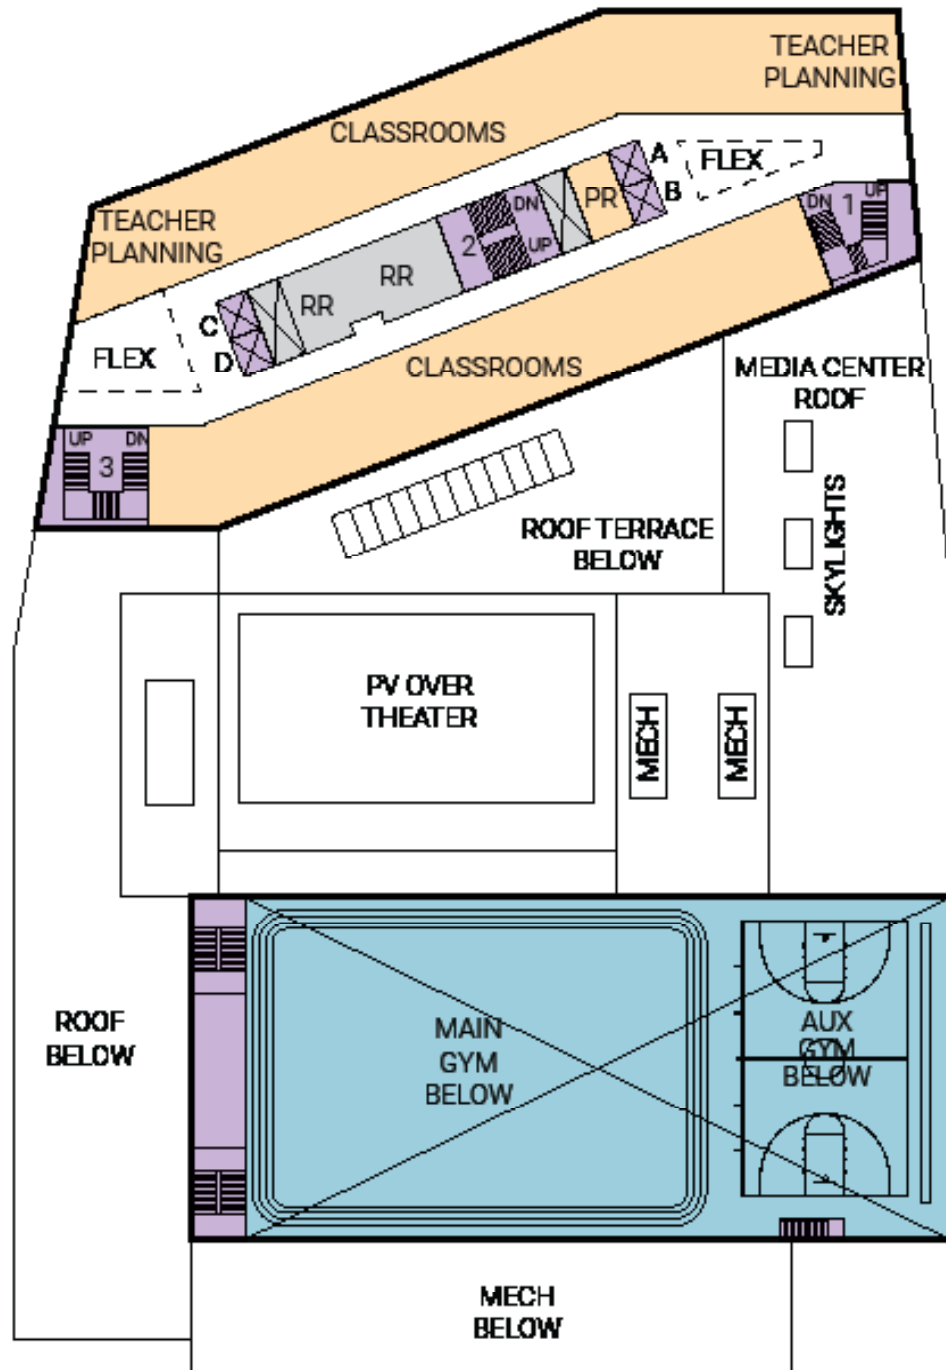 TEACHER
PLANNING
CLASSROOMS
A
FLEX
B
PR
DN
UP
1
DN
2
UP
TEACHER
PLANNING
RR
RR
C
D
FLEX
CLASSROOMS
MEDIA CENTER
ROOF
UP
DN
3
SKYLIGHTS
ROOF TERRACE
BELOW
PV OVER
THEATER
MECH
MECH
ROOF
BELOW
MAIN
GYM
BELOW
AUX
GYM
BELOW
MECH
BELOW